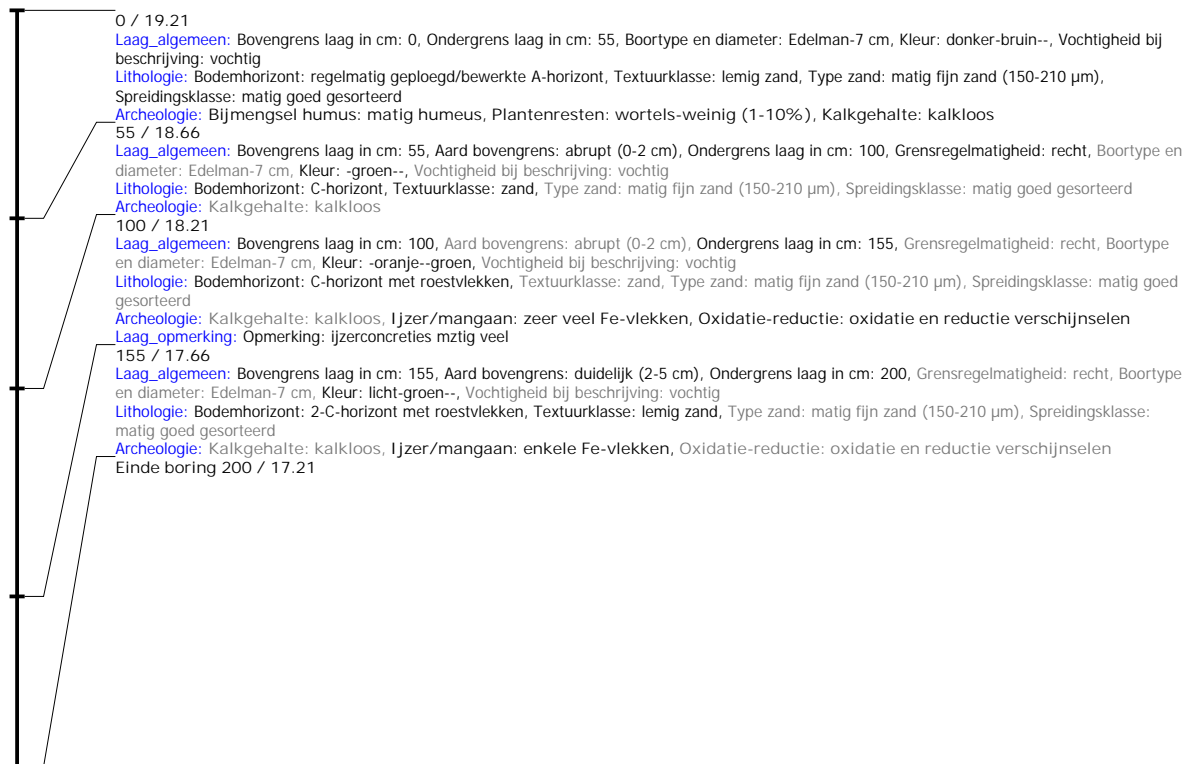 0 / 19.21
Laag_algemeen: Bovengrens laag in cm: 0, Ondergrens laag in cm: 55, Boortype en diameter: Edelman-7 cm, Kleur: donker-bruin--, Vochtigheid bij
beschrijving: vochtig
Lithologie: Bodemhorizont: regelmatig geploegd/bewerkte A-horizont, Textuurklasse: lemig zand, Type zand: matig fijn zand (150-210 µm),
Spreidingsklasse: matig goed gesorteerd
Archeologie: Bijmengsel humus: matig humeus, Plantenresten: wortels-weinig (1-10%), Kalkgehalte: kalkloos
55 / 18.66
Laag_algemeen: Bovengrens laag in cm: 55, Aard bovengrens: abrupt (0-2 cm), Ondergrens laag in cm: 100, Grensregelmatigheid: recht, Boortype en
diameter: Edelman-7 cm, Kleur: -groen--, Vochtigheid bij beschrijving: vochtig
Lithologie: Bodemhorizont: C-horizont, Textuurklasse: zand, Type zand: matig fijn zand (150-210 µm), Spreidingsklasse: matig goed gesorteerd
Archeologie: Kalkgehalte: kalkloos
100 / 18.21
Laag_algemeen: Bovengrens laag in cm: 100, Aard bovengrens: abrupt (0-2 cm), Ondergrens laag in cm: 155, Grensregelmatigheid: recht, Boortype
en diameter: Edelman-7 cm, Kleur: -oranje--groen, Vochtigheid bij beschrijving: vochtig
Lithologie: Bodemhorizont: C-horizont met roestvlekken, Textuurklasse: zand, Type zand: matig fijn zand (150-210 µm), Spreidingsklasse: matig goed
gesorteerd
Archeologie: Kalkgehalte: kalkloos, Ijzer/mangaan: zeer veel Fe-vlekken, Oxidatie-reductie: oxidatie en reductie verschijnselen
Laag_opmerking: Opmerking: ijzerconcreties mztig veel
155 / 17.66
Laag_algemeen: Bovengrens laag in cm: 155, Aard bovengrens: duidelijk (2-5 cm), Ondergrens laag in cm: 200, Grensregelmatigheid: recht, Boortype
en diameter: Edelman-7 cm, Kleur: licht-groen--, Vochtigheid bij beschrijving: vochtig
Lithologie: Bodemhorizont: 2-C-horizont met roestvlekken, Textuurklasse: lemig zand, Type zand: matig fijn zand (150-210 µm), Spreidingsklasse:
matig goed gesorteerd
Archeologie: Kalkgehalte: kalkloos, Ijzer/mangaan: enkele Fe-vlekken, Oxidatie-reductie: oxidatie en reductie verschijnselen
Einde boring 200 / 17.21